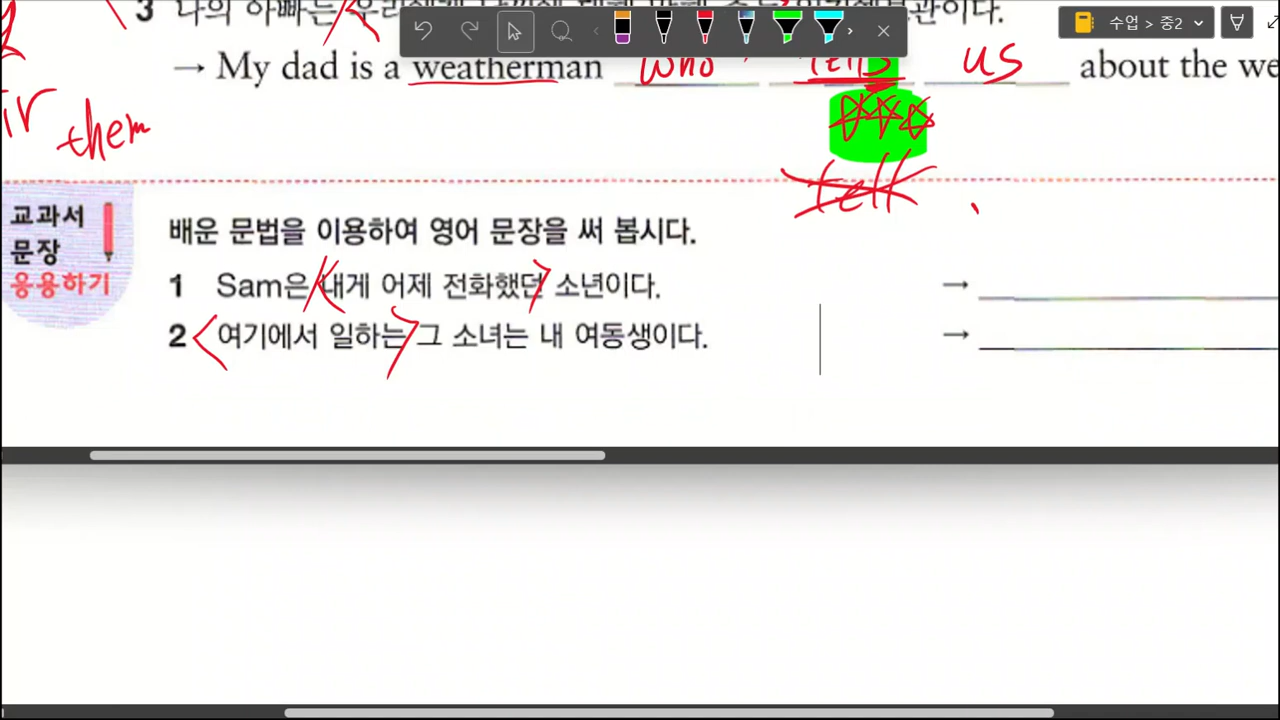 수업 > 중2
3 나의 아빠는
→ My dad is a weatherman who tells us about the we
them
tell
교과서
문장
응용하기
배운 문법을 이용하여 영어 문장을 써 봅시다.
1 Sam은 내게 어제 전화했던 소년이다. →
2 여기에서 일하는 그 소녀는 내 여동생이다. →